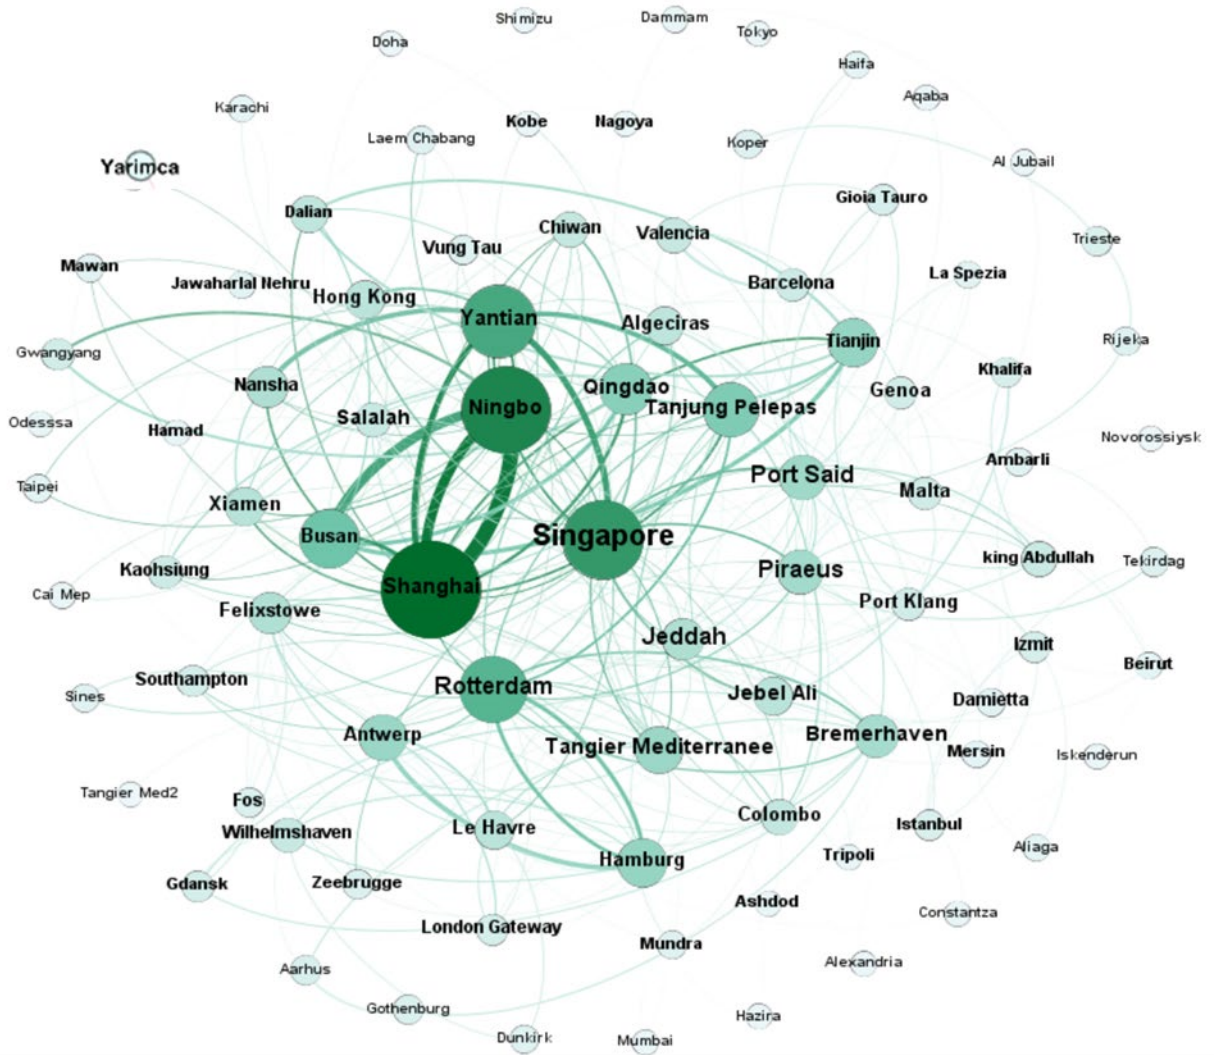 Shimizu
Dammam
Tokyo
Doha
Haifa
Aqaba
Karachi
Kobe
Nagoya
Laem Chabang
Koper
Al Jubail
Yarimca
Gioia Tauro
Dalian
Chiwan
Valencia
Trieste
Vung Tau
Mawan
La Spezia
Jawaharlal Nehru
Barcelona
Hong Kong
Yantian
Algeciras
Tianjin
Rijeka
Gwangyang
Khalifa
Nansha
Qingdao
Genoa
Ningbo
Tanjung Pelepas
Salalah
Odesssa
Hamad
Novorossiysk
Ambarli
Port Said
Taipei
Malta
Xiamen
Busan
Singapore
king Abdullah
Tekirdag
Kaohsiung
Piraeus
Shanghai
Cai Mep
Port Klang
Felixstowe
Jeddah
Izmit
Beirut
Southampton
Rotterdam
Jebel Ali
Sines
Damietta
Antwerp
Bremerhaven
Tangier Mediterranee
Mersin
Iskenderun
Tangier Med2
Fos
Colombo
Istanbul
Wilhelmshaven
Le Havre
Aliaga
Tripoli
Hamburg
Gdansk
Zeebrugge
Ashdod
Constantza
London Gateway
Mundra
Alexandria
Aarhus
Gothenburg
Hazira
Dunkirk
Mumbai